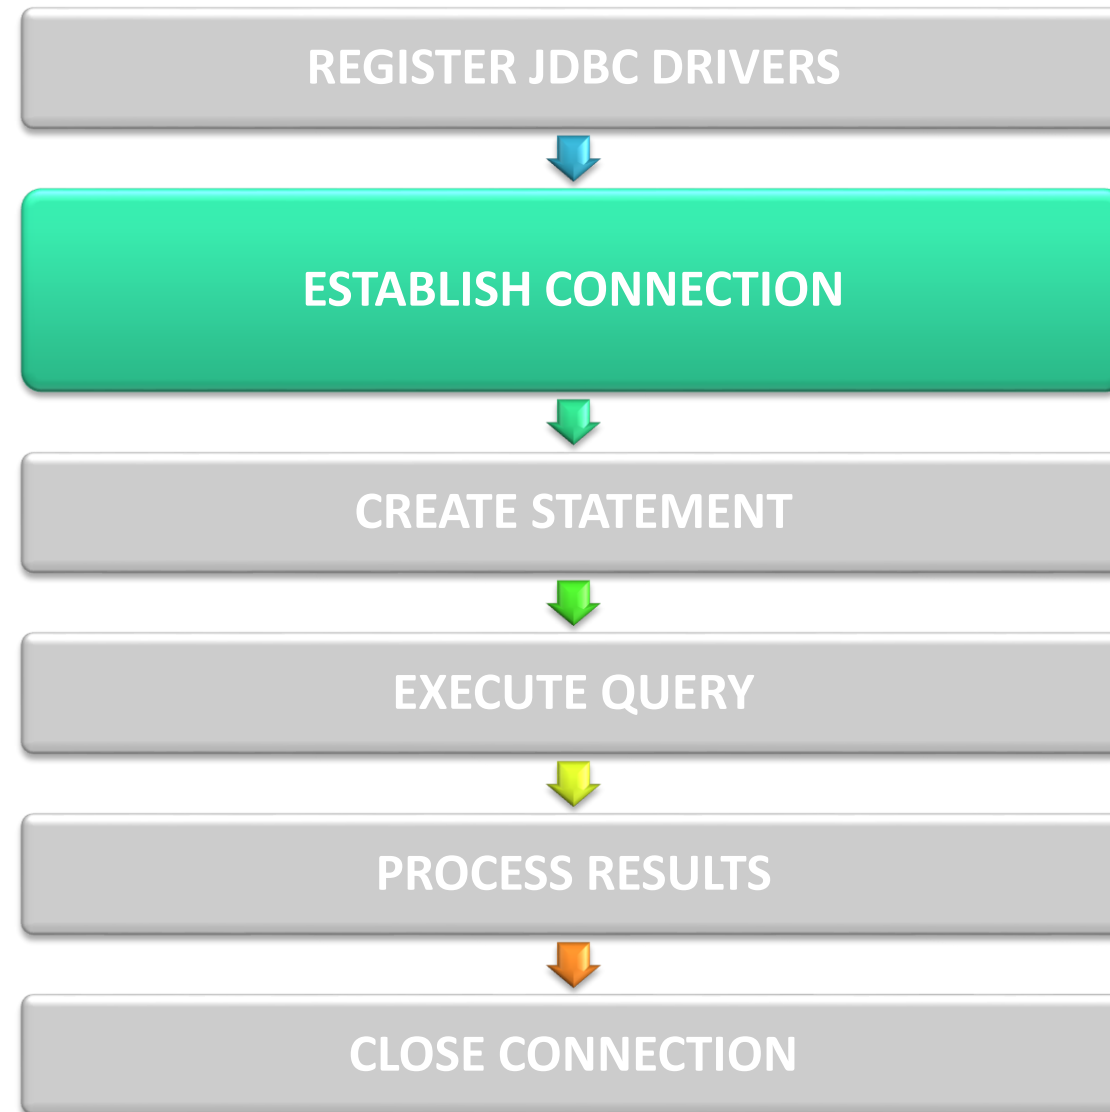 REGISTER JDBC DRIVERS
ESTABLISH CONNECTION
CREATE STATEMENT
EXECUTE QUERY
PROCESS RESULTS
CLOSE CONNECTION